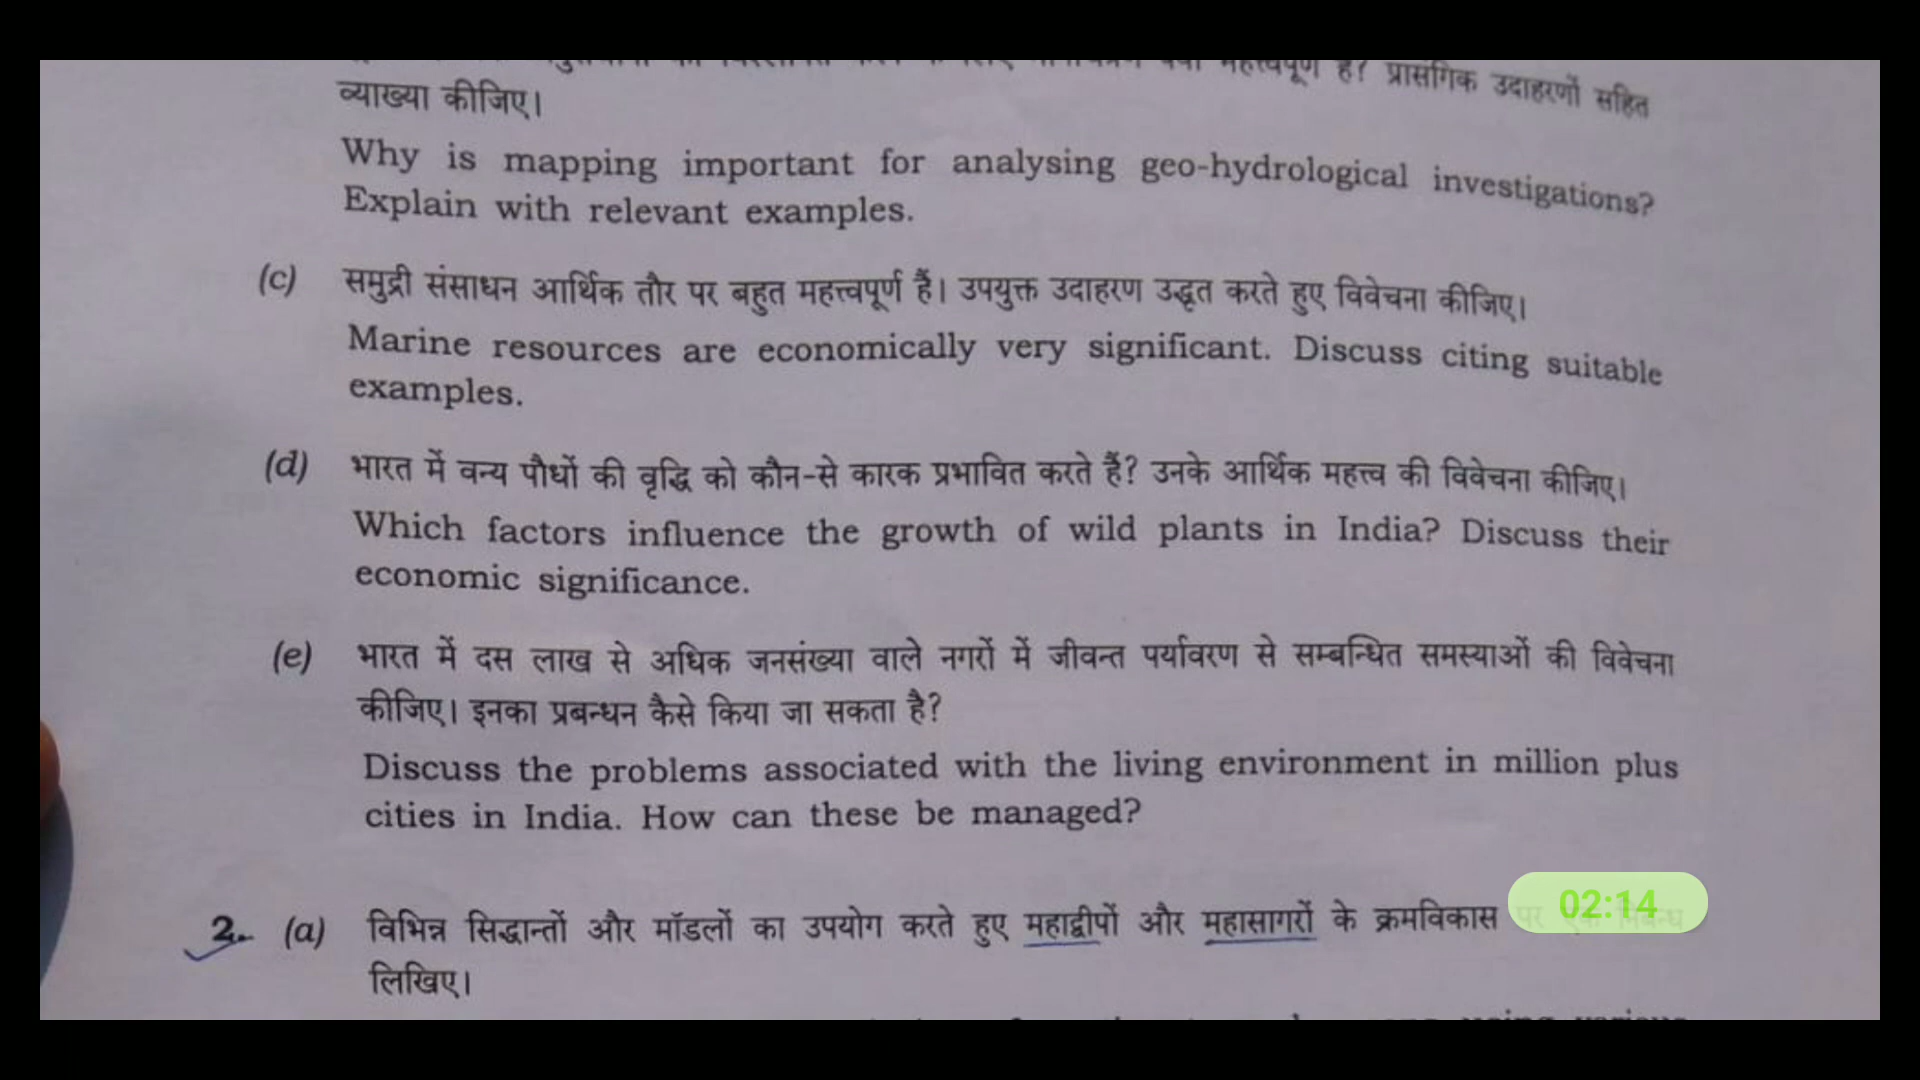 महत्त्वपूर्ण है? प्रासंगिक उदाहरणों सहित
व्याख्या कीजिए।
Why is mapping important for analysing geo-hydrological investigations?
Explain with relevant examples.
(c) समुद्री संसाधन आर्थिक तौर पर बहुत महत्त्वपूर्ण हैं। उपयुक्त उदाहरण उद्धृत करते हुए विवेचना कीजिए।
Marine resources are economically very significant. Discuss citing suitable
examples.
(d) भारत में वन्य पौधों की वृद्धि को कौन-से कारक प्रभावित करते हैं? उनके आर्थिक महत्त्व की विवेचना कीजिए।
Which factors influence the growth of wild plants in India? Discuss their
economic significance.
(e) भारत में दस लाख से अधिक जनसंख्या वाले नगरों में जीवन्त पर्यावरण से सम्बन्धित समस्याओं की विवेचना
कीजिए। इनका प्रबन्धन कैसे किया जा सकता है?
Discuss the problems associated with the living environment in million plus
cities in India. How can these be managed?
2. (a) विभिन्न सिद्धान्तों और मॉडलों का उपयोग करते हुए महाद्वीपों और महासागरों के क्रमविकास 02:14
लिखिए।